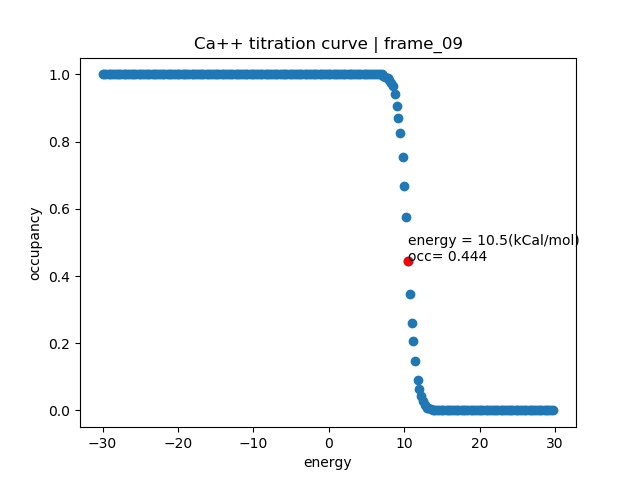 Ca++ titration curve | frame_09
1.0
0.8
0.6
0.4
0.2
0.0
occupancy
energy = 10.5(kCal/mol)
occ= 0.444
−30
−20
−10
0
10
20
30
energy